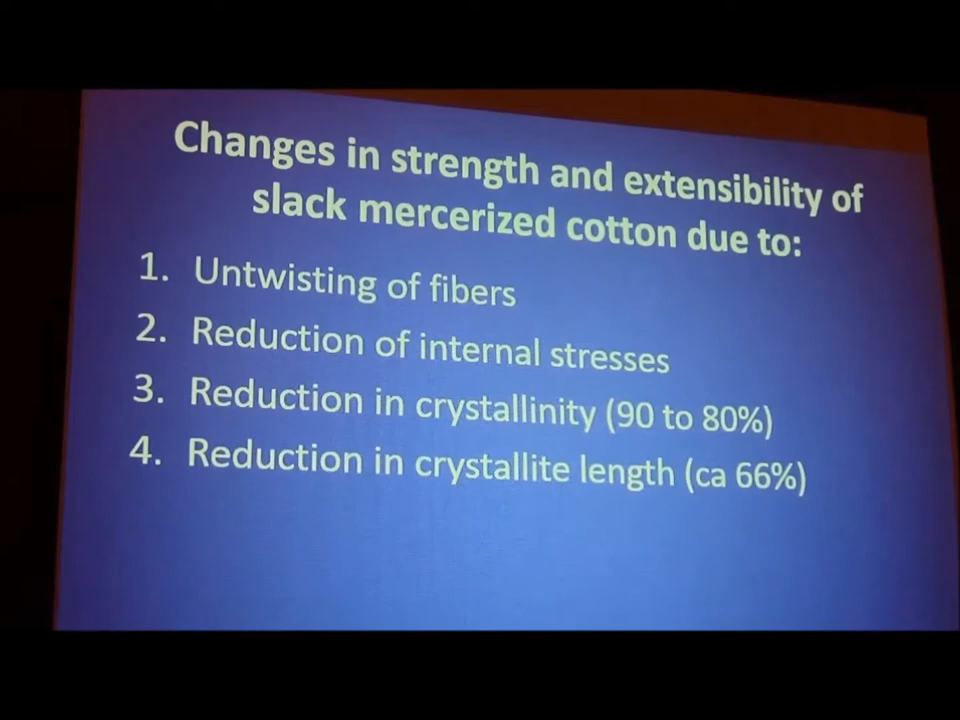 Changes in strength and extensibility of
slack mercerized cotton due to:
1. Untwisting of fibers
2. Reduction of internal stresses
3. Reduction in crystallinity (90 to 80%)
4. Reduction in crystallite length (ca 66%)